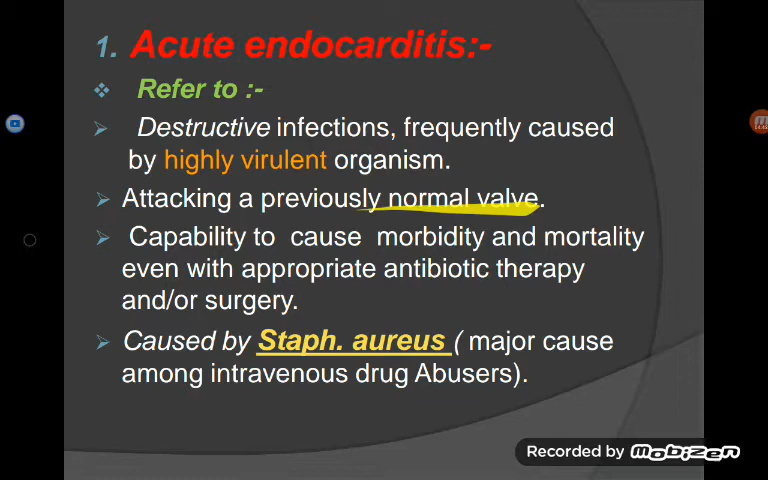 1. Acute endocarditis:-
❖ Refer to :-
➢ Destructive infections, frequently caused
by highly virulent organism.
➢ Attacking a previously normal valve.
➢ Capability to cause morbidity and mortality
even with appropriate antibiotic therapy
and/or surgery.
➢ Caused by Staph. aureus ( major cause
among intravenous drug Abusers).
Recorded by mobizen